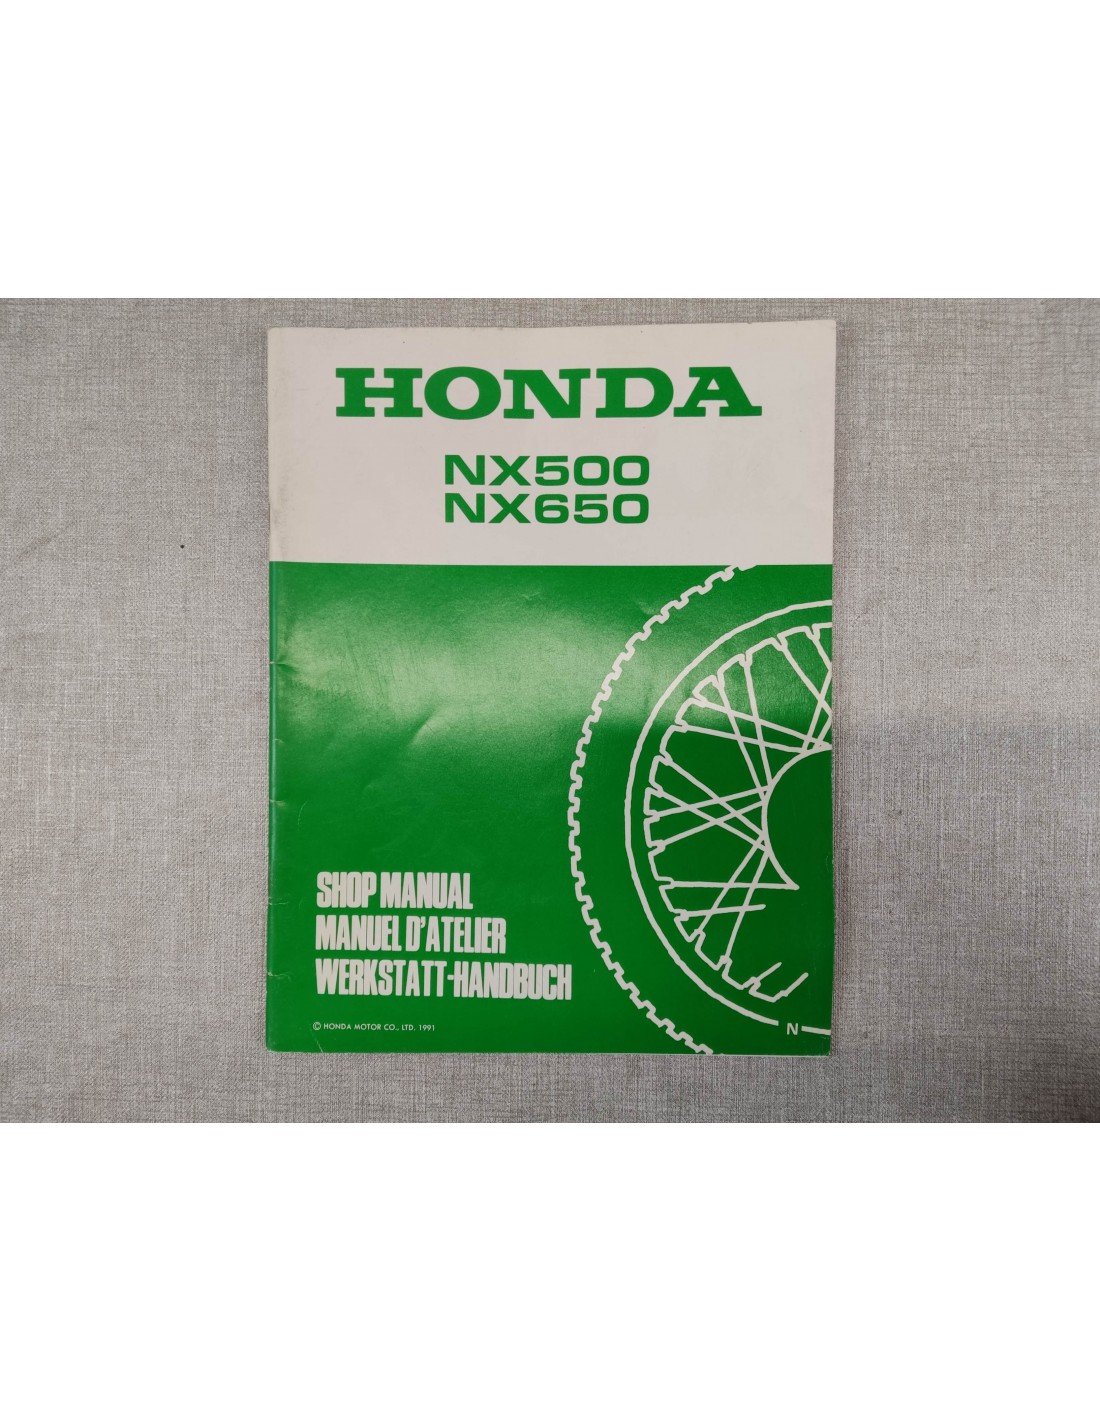 HONDA
NX500
NX650
SHOP MANUAL
MANUEL D'ATELIER
WERKSTATT-HANDBUCH
© HONDA MOTOR CO., LTD. 1991
N